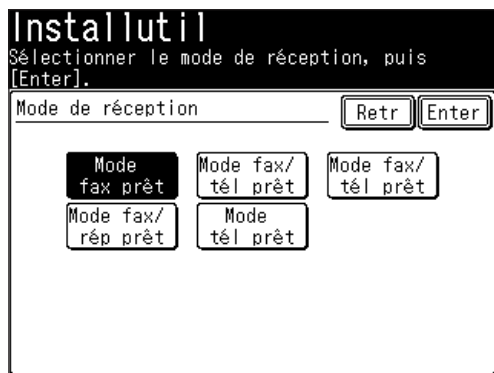 Installutil
Sélectionner le mode de réception, puis
[Enter].
Mode de réception
Retr Enter
Mode
fax prêt
Mode fax/
tél prêt
Mode fax/
tél prêt
Mode fax/
rép prêt
Mode
tél prêt